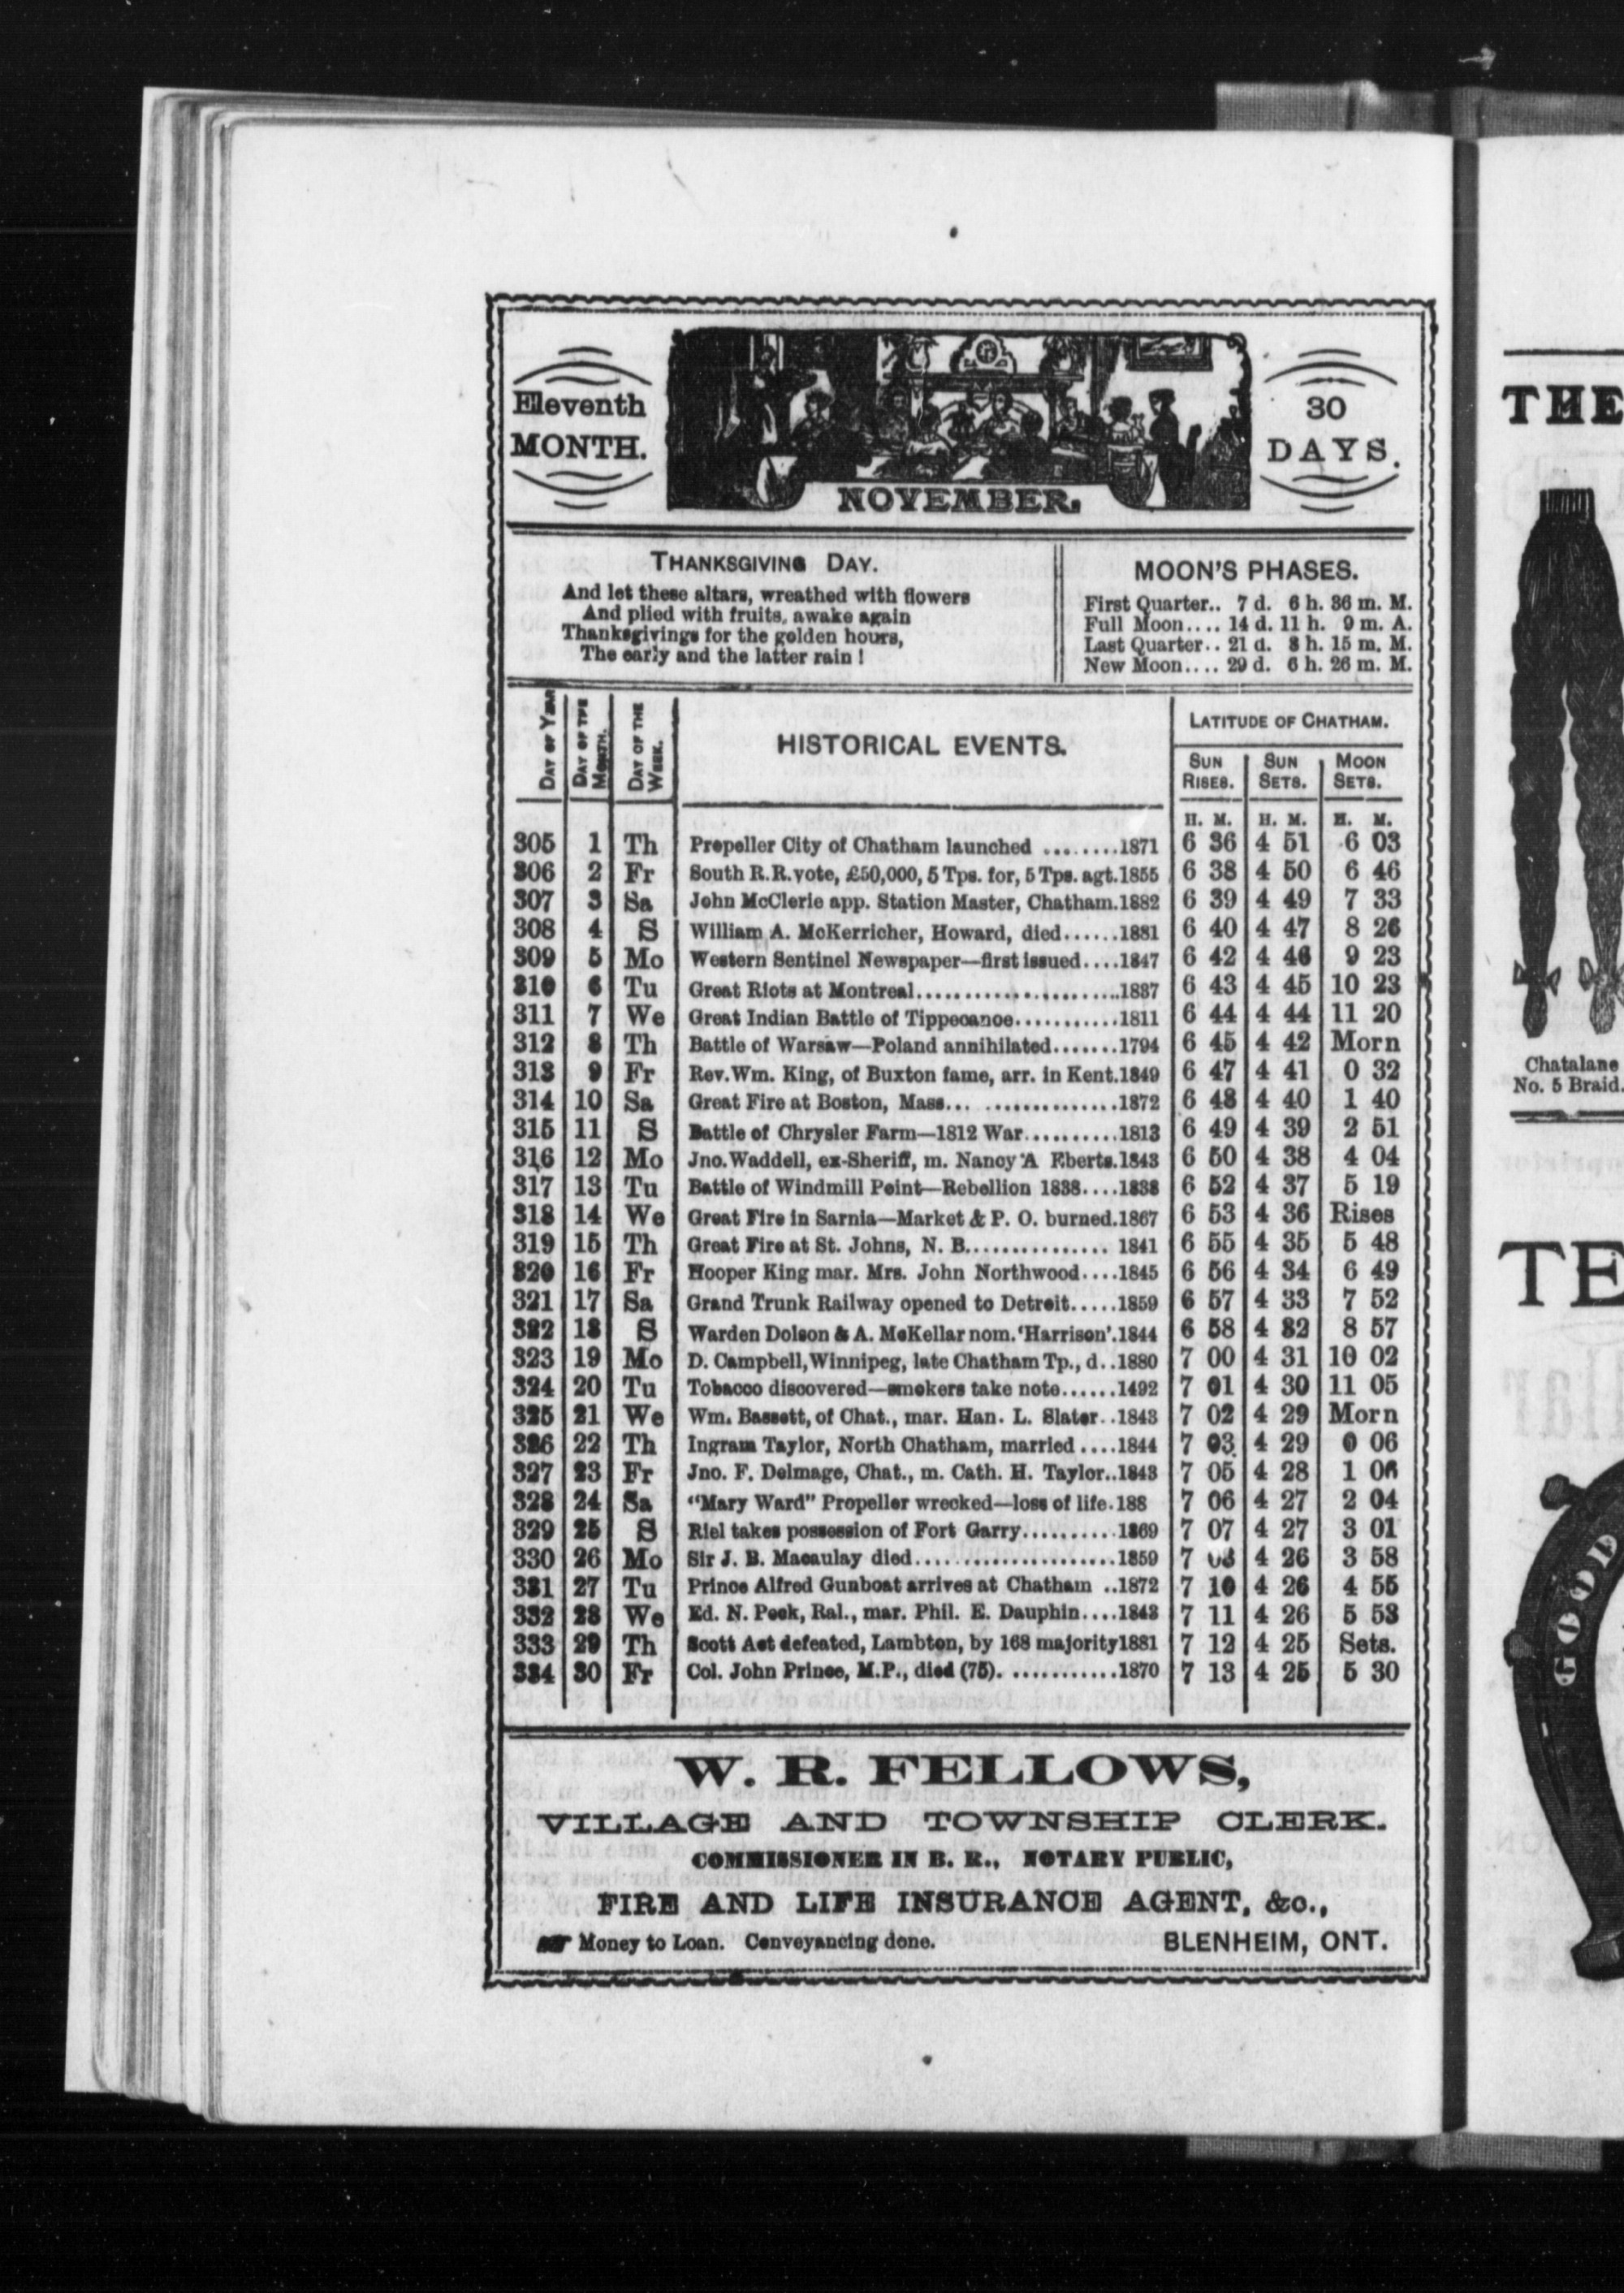 Eleventh
MONTH.
NOVEMBER.
30
DAYS.
THANKSGIVING DAY.
And let these altars, wreathed with flowers
And plied with fruits, awake again
Thanksgivings for the golden hours,
The early and the latter rain !
MOON'S PHASES.
First Quarter.. 7 d. 6 h. 36 m. M.
Full Moon.... 14 d. 11 h. 9 m. A.
Last Quarter.. 21 d. 8 h. 15 m. M.
New Moon.... 29 d. 6 h. 26 m. M.
DAY OF YEAR
DAY OF THE MONTH.
DAY OF THE WEEK.
HISTORICAL EVENTS.
LATITUDE OF CHATHAM.
SUN RISES.
SUN SETS.
MOON SETS.
H. M. H. M. H. M.
305 1 Th Propeller City of Chatham launched ........1871 6 36 4 51 6 03
306 2 Fr South R.R. vote, £50,000, 5 Tps. for, 5 Tps. agt.1855 6 38 4 50 6 46
307 3 Sa John McClerie app. Station Master, Chatham.1882 6 39 4 49 7 33
308 4 S William A. McKerricher, Howard, died......1881 6 40 4 47 8 26
309 5 Mo Western Sentinel Newspaper—first issued....1847 6 42 4 46 9 23
310 6 Tu Great Riots at Montreal......................1837 6 43 4 45 10 23
311 7 We Great Indian Battle of Tippecanoe...........1811 6 44 4 44 11 20
312 8 Th Battle of Warsaw—Poland annihilated.......1794 6 45 4 42 Morn
313 9 Fr Rev. Wm. King, of Buxton fame, arr. in Kent.1849 6 47 4 41 0 32
314 10 Sa Great Fire at Boston, Mass... ..............1872 6 48 4 40 1 40
315 11 S Battle of Chrysler Farm—1812 War..........1813 6 49 4 39 2 51
316 12 Mo Jno. Waddell, ex-Sheriff, m. Nancy A Eberts.1843 6 50 4 38 4 04
317 13 Tu Battle of Windmill Point—Rebellion 1838....1838 6 52 4 37 5 19
318 14 We Great Fire in Sarnia—Market & P. O. burned.1867 6 53 4 36 Rises
319 15 Th Great Fire at St. Johns, N. B............... 1841 6 55 4 35 5 48
320 16 Fr Hooper King mar. Mrs. John Northwood....1845 6 56 4 34 6 49
321 17 Sa Grand Trunk Railway opened to Detroit.....1859 6 57 4 33 7 52
322 18 S Warden Dolson & A. McKellar nom. 'Harrison'.1844 6 58 4 32 8 57
323 19 Mo D. Campbell, Winnipeg, late Chatham Tp., d..1880 7 00 4 31 10 02
324 20 Tu Tobacco discovered—smokers take note......1492 7 01 4 30 11 05
325 21 We Wm. Bassett, of Chat., mar. Han. L. Slater..1843 7 02 4 29 Morn
326 22 Th Ingram Taylor, North Chatham, married ....1844 7 03 4 29 0 06
327 23 Fr Jno. F. Delmage, Chat., m. Cath. H. Taylor..1843 7 05 4 28 1 06
328 24 Sa "Mary Ward" Propeller wrecked—loss of life.188 7 06 4 27 2 04
329 25 S Riel takes possession of Fort Garry..........1869 7 07 4 27 3 01
330 26 Mo Sir J. B. Macaulay died.....................1859 7 08 4 26 3 58
331 27 Tu Prince Alfred Gunboat arrives at Chatham ..1872 7 10 4 26 4 55
332 28 We Ed. N. Peck, Ral., mar. Phil. E. Dauphin....1843 7 11 4 26 5 53
333 29 Th Scott Act defeated, Lambton, by 168 majority1881 7 12 4 25 Sets.
334 30 Fr Col. John Prince, M.P., died (75). ...........1870 7 13 4 25 5 30
W. R. FELLOWS,
VILLAGE AND TOWNSHIP CLERK.
COMMISSIONER IN B. R., NOTARY PUBLIC,
FIRE AND LIFE INSURANCE AGENT, &c.,
Money to Loan. Conveyancing done. BLENHEIM, ONT.
THE
Chatalane
No. 5 Braid.
TE
GOOD